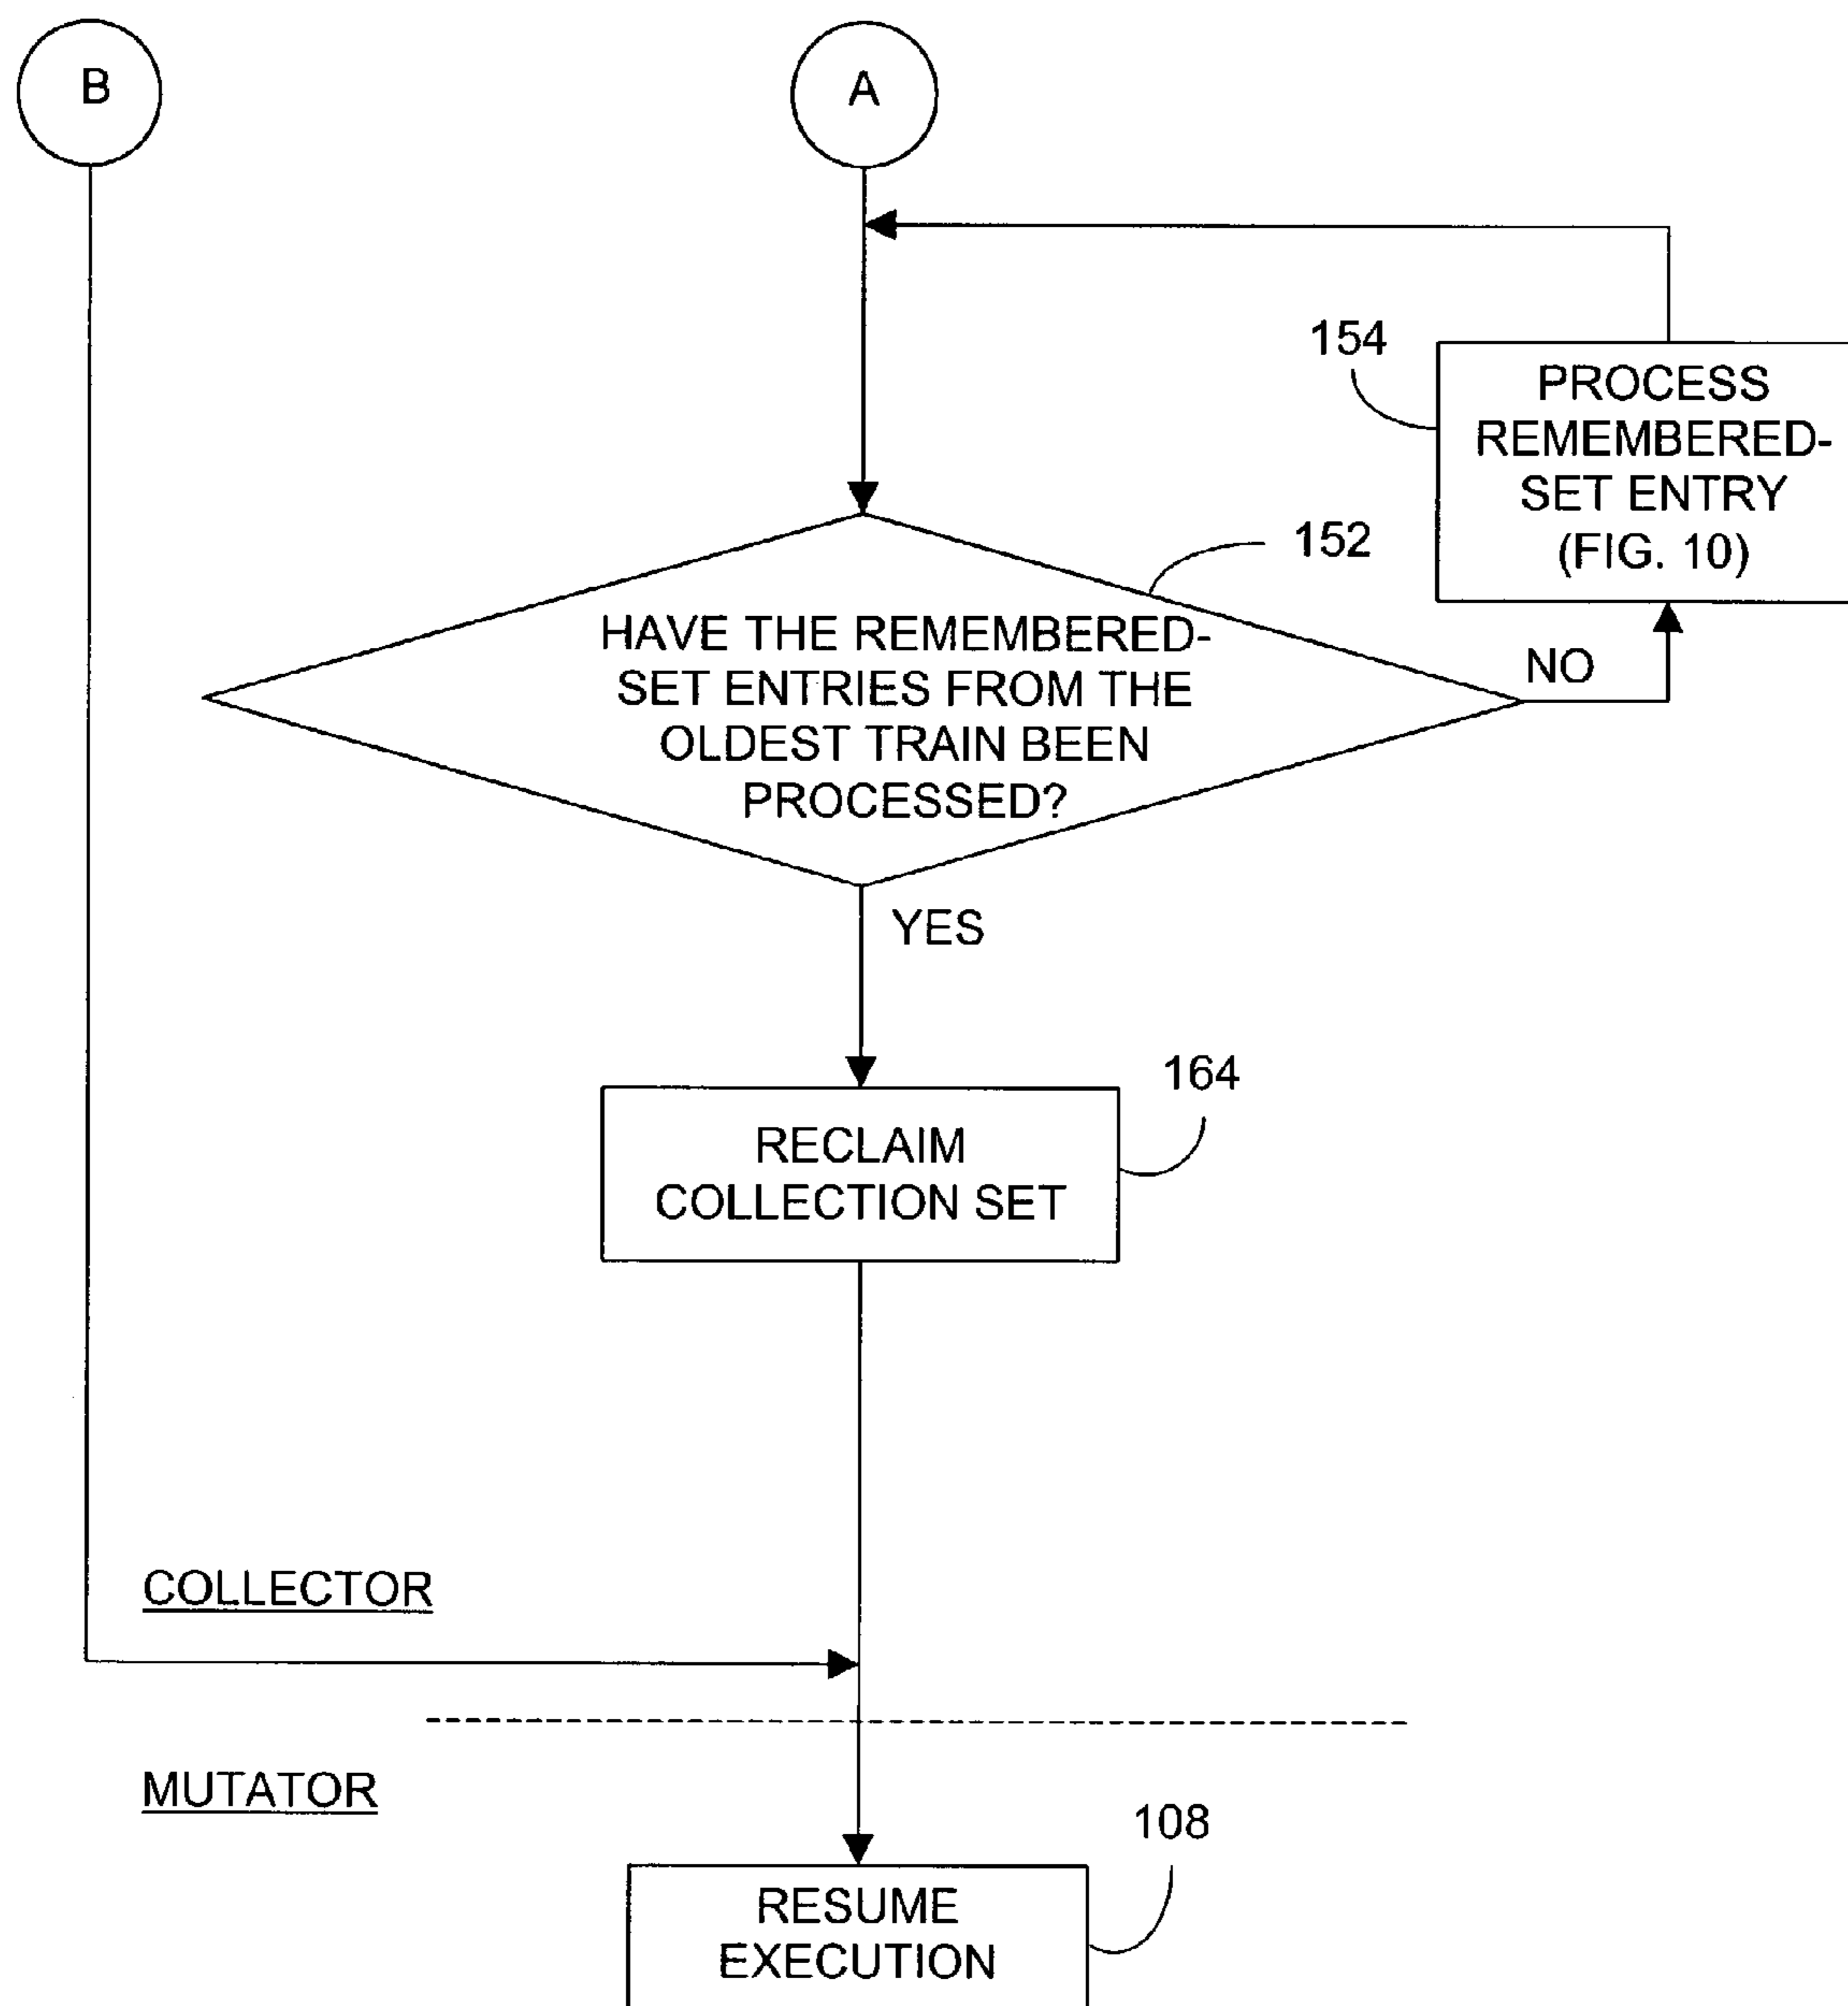 B
A
154
PROCESS
REMEMBERED-
SET ENTRY
(FIG. 10)
152
HAVE THE REMEMBERED-
SET ENTRIES FROM THE
OLDEST TRAIN BEEN
PROCESSED?
NO
YES
164
RECLAIM
COLLECTION SET
COLLECTOR
MUTATOR
108
RESUME
EXECUTION